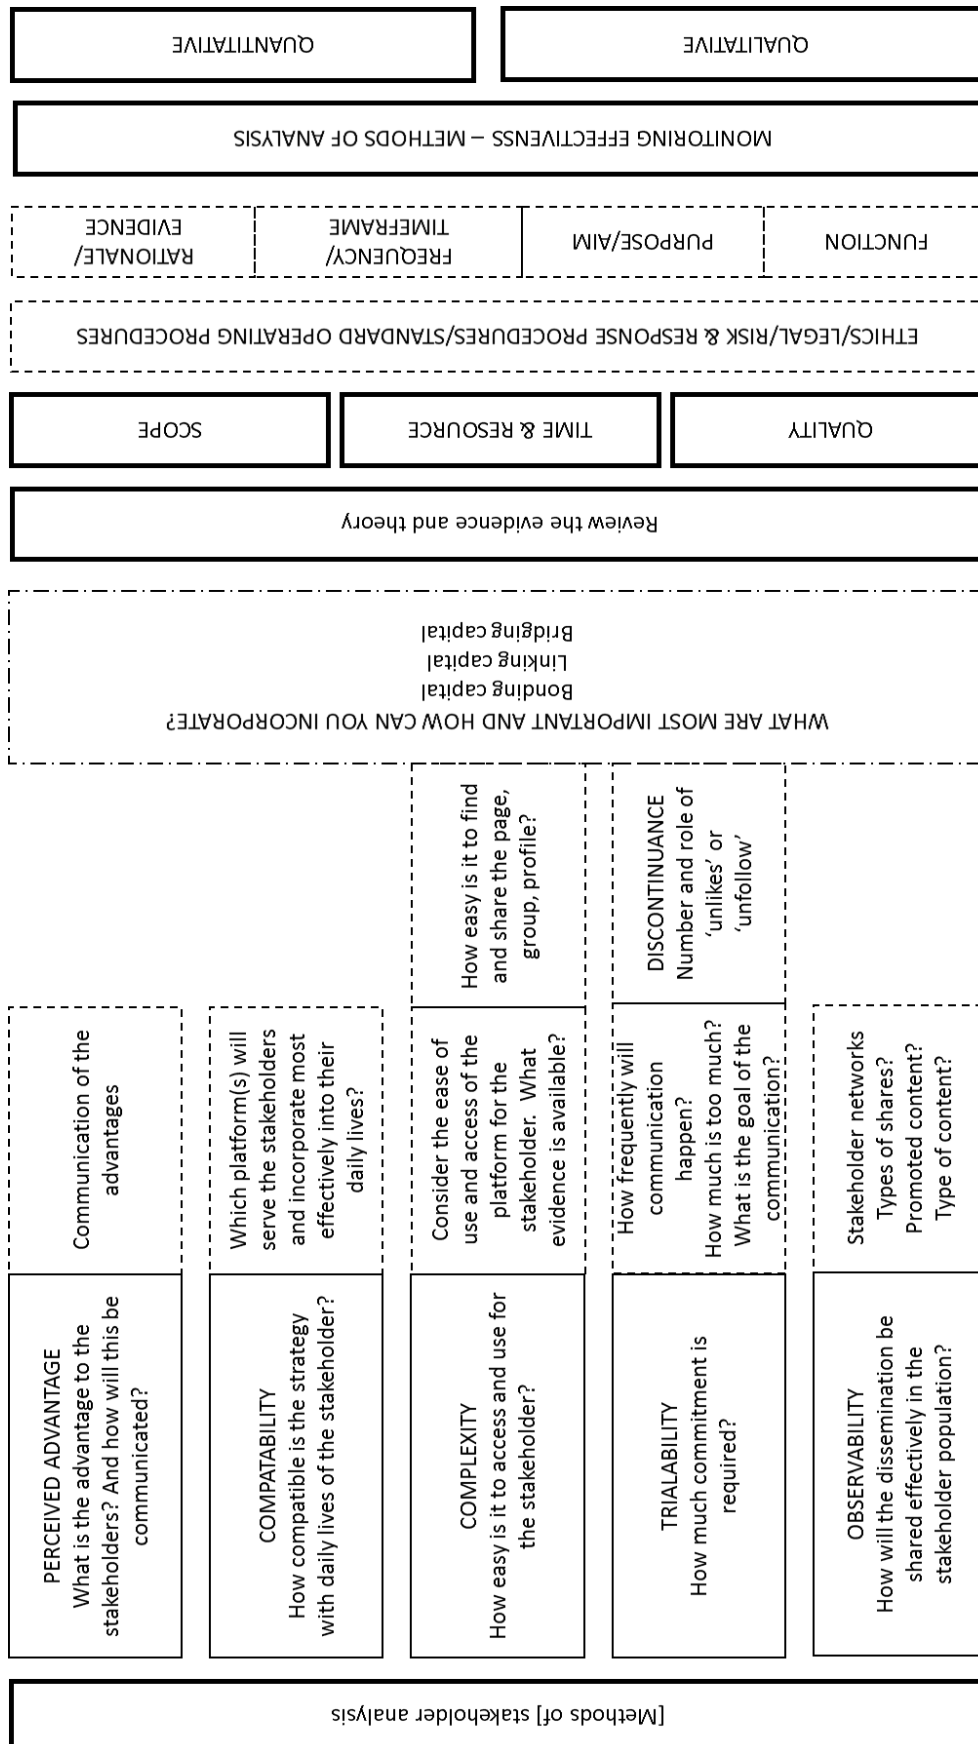 [Methods of] stakeholder analysis
PERCEIVED ADVANTAGE
What is the advantage to the
stakeholders? And how will this be
communicated?
Communication of the
advantages
COMPATABILITY
How compatible is the strategy
with daily lives of the stakeholder?
Which platform(s) will
serve the stakeholders
and incorporate most
effectively into their
daily lives?
COMPLEXITY
How easy is it to access and use for
the stakeholder?
Consider the ease of
use and access of the
platform for the
stakeholder. What
evidence is available?
How easy is it to find
and share the page,
group, profile?
TRIALABILITY
How much commitment is
required?
How frequently will
communication
happen?
How much is too much?
What is the goal of the
communication?
DISCONTINUANCE
Number and role of
‘unlikes’ or
‘unfollow’
OBSERVABILITY
How will the dissemination be
shared effectively in the
stakeholder population?
Stakeholder networks
Types of shares?
Promoted content?
Type of content?
WHAT ARE MOST IMPORTANT AND HOW CAN YOU INCORPORATE?
Bonding capital
Linking capital
Bridging capital
Review the evidence and theory
QUALITY
TIME & RESOURCE
SCOPE
ETHICS/LEGAL/RISK & RESPONSE PROCEDURES/STANDARD OPERATING PROCEDURES
FUNCTION
PURPOSE/AIM
FREQUENCY/
TIMEFRAME
RATIONALE/
EVIDENCE
MONITORING EFFECTIVENSS – METHODS OF ANALYSIS
QUALITATIVE
QUANTITATIVE